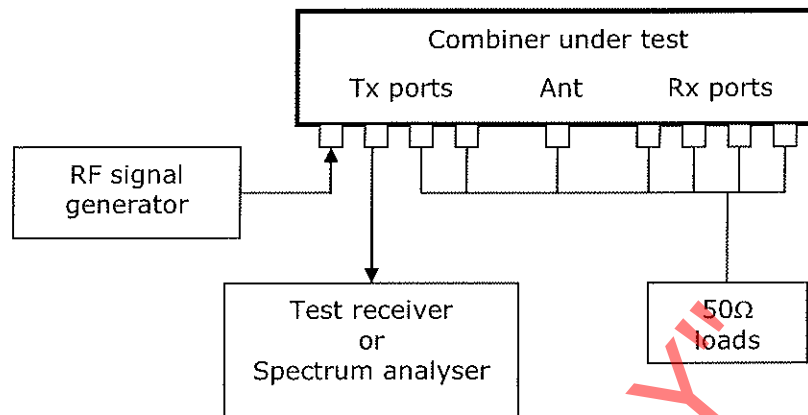 Combiner under test
Tx ports
Ant
Rx ports
RF signal
generator
Test receiver
or
Spectrum analyser
50Ω
loads
Y"